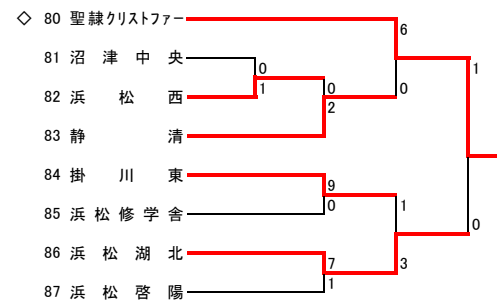 ◇ 80 聖隷ｸﾘｽﾄﾌｧｰ
6
81 沼津中央
0
1
82 浜松西
1
0
0
2
83 静清
84 掛川東
9
0
1
85 浜松修学舎
0
86 浜松湖北
7
3
1
87 浜松啓陽